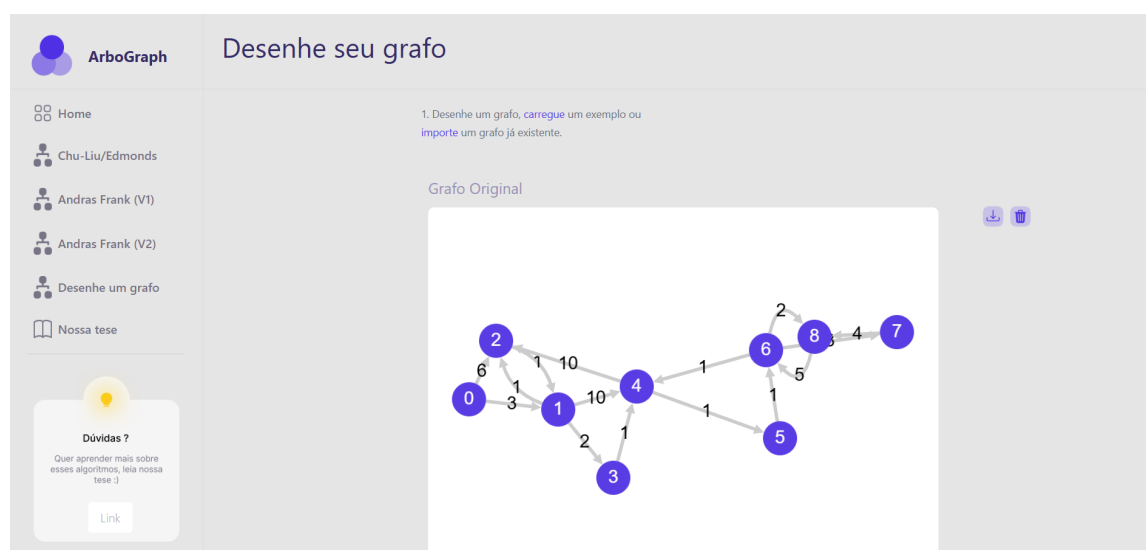 ArboGraph
Desenhe seu grafo
Home
Chu-Liu/Edmonds
Andras Frank (V1)
Andras Frank (V2)
Desenhe um grafo
Nossa tese
Dúvidas ?
Quer aprender mais sobre
esses algoritmos, leia nossa
tese :)
Link
1. Desenhe um grafo, carregue um exemplo ou
importe um grafo já existente.
Grafo Original
2
2
6
8
4
7
6
1
10
1
5
0
3
1
1
10
4
1
1
2
1
5
3